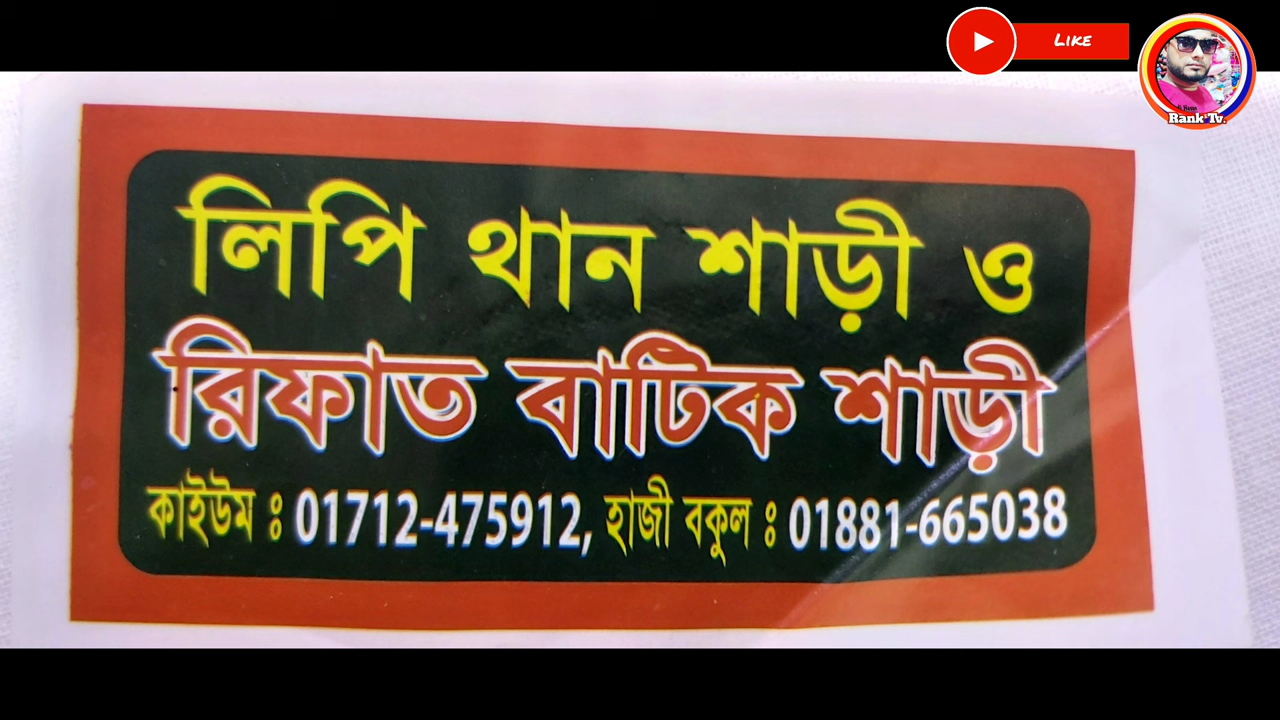 LIKE
Rank Tv.
লিপি থান শাড়ী ও
রিফাত বাটিক শাড়ী
কাইউম ঃ 01712-475912, হাজী বকুল ঃ 01881-665038